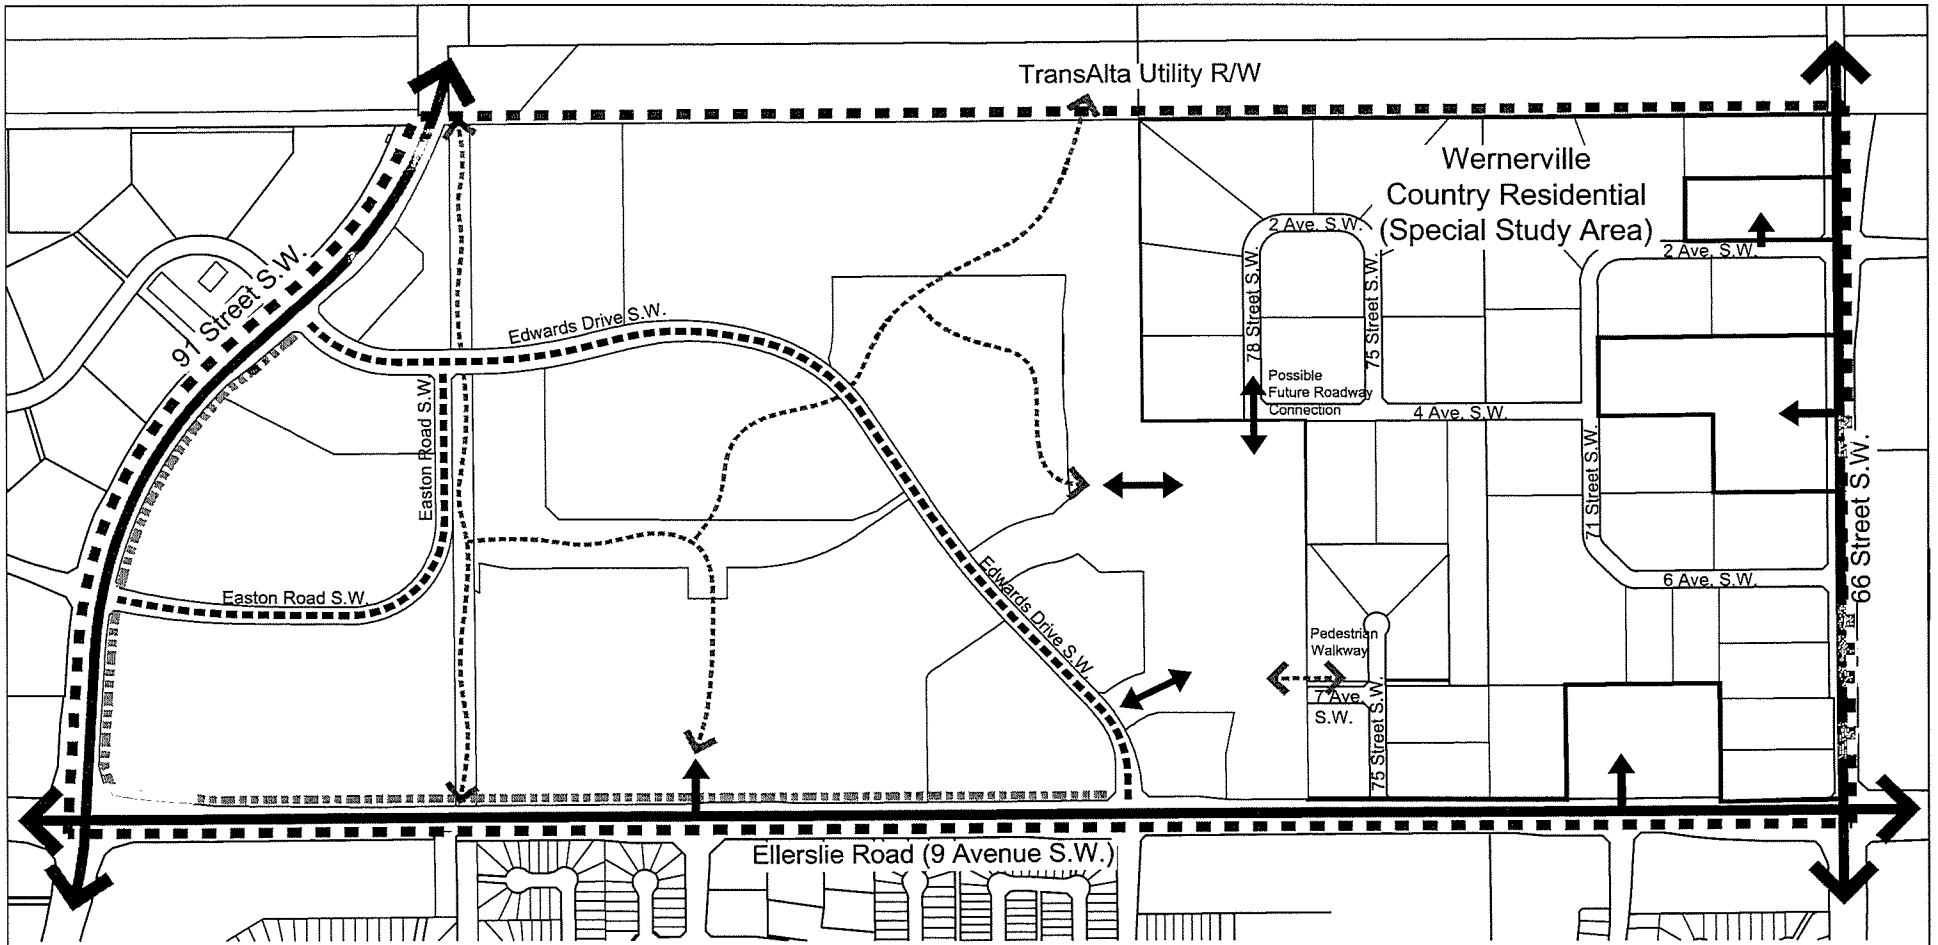 TransAlta Utility R/W
Wernerville
Country Residential
(Special Study Area)
2 Ave. S.W.
2 Ave. S.W.
91 Street S.W.
78 Street S.W.
75 Street S.W.
Edwards Drive S.W.
Possible
Future Roadway
Connection
4 Ave. S.W.
Easton Road S.W.
71 Street S.W.
66 Street S.W.
Edwards Drive S.W.
6 Ave. S.W.
Easton Road S.W.
Pedestrian
Walkway
7 Ave.
S.W.
75 Street S.W.
Ellerslie Road (9 Avenue S.W.)